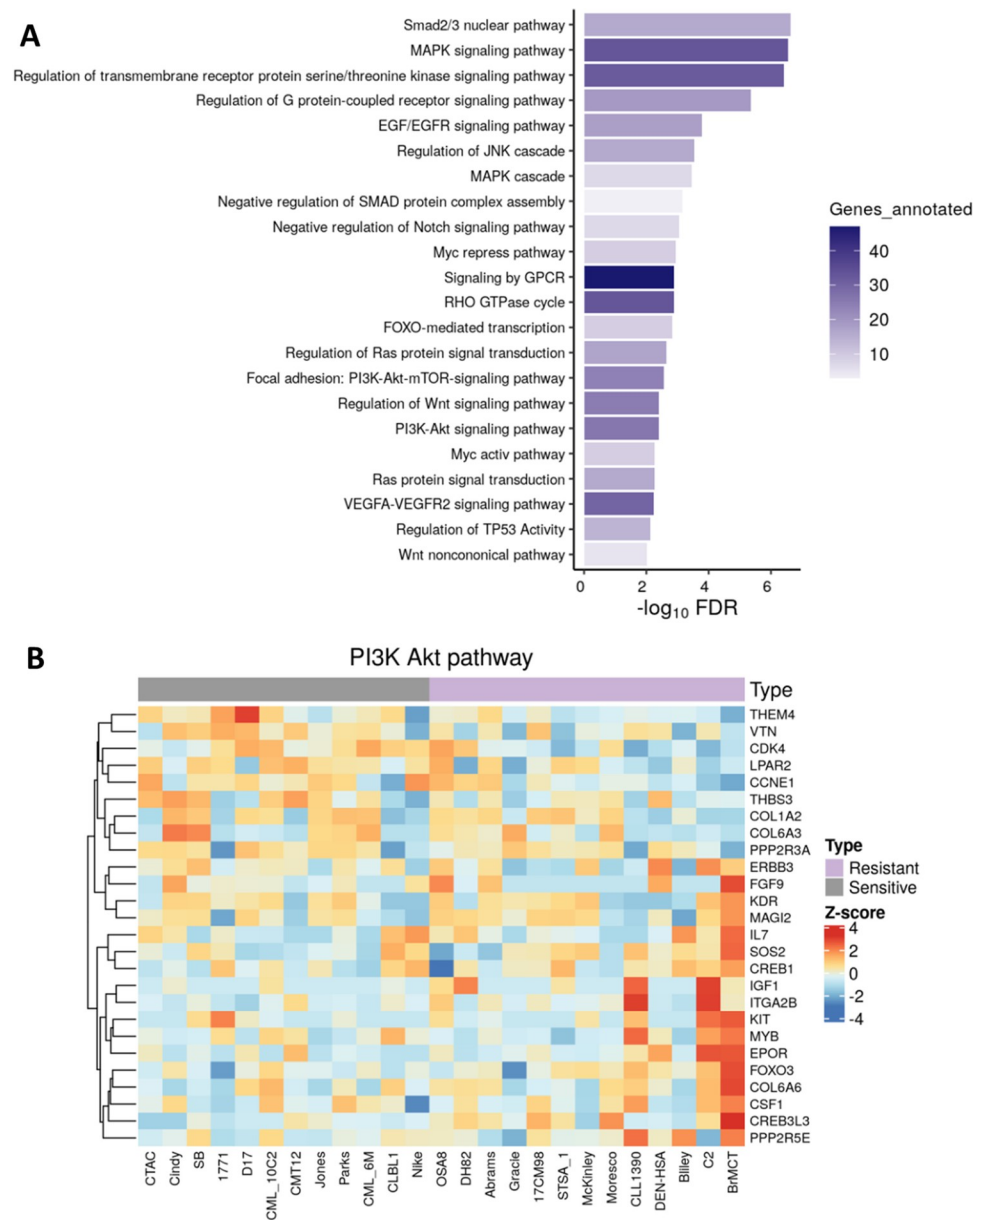 A
Smad2/3 nuclear pathway
MAPK signaling pathway
Regulation of transmembrane receptor protein serine/threonine kinase signaling pathway
Regulation of G protein-coupled receptor signaling pathway
EGF/EGFR signaling pathway
Regulation of JNK cascade
MAPK cascade
Negative regulation of SMAD protein complex assembly
Negative regulation of Notch signaling pathway
Myc repress pathway
Signaling by GPCR
RHO GTPase cycle
FOXO-mediated transcription
Regulation of Ras protein signal transduction
Focal adhesion: PI3K-Akt-mTOR-signaling pathway
Regulation of Wnt signaling pathway
PI3K-Akt signaling pathway
Myc activ pathway
Ras protein signal transduction
VEGFA-VEGFR2 signaling pathway
Regulation of TP53 Activity
Wnt noncononical pathway
0 2 4 6
-log₁₀ FDR
Genes_annotated
40
30
20
10
B
PI3K Akt pathway
Type
THEM4
VTN
CDK4
LPAR2
CCNE1
THBS3
COL1A2
COL6A3
PPP2R3A
ERBB3
FGF9
KDR
MAGI2
IL7
SOS2
CREB1
IGF1
ITGA2B
KIT
MYB
EPOR
FOXO3
COL6A6
CSF1
CREB3L3
PPP2R5E
CTAC Cindy SB 1771 D17 CML_10C2 CMT12 Jones Parks CML_6M CLBL1 Nike OSA8 DH82 Abrams Gracie 17CM98 STSA_1 McKinley Moresco CLL1390 DEN-HSA Bliley C2 BrMCT
Type
Resistant
Sensitive
Z-score
4
2
0
-2
-4